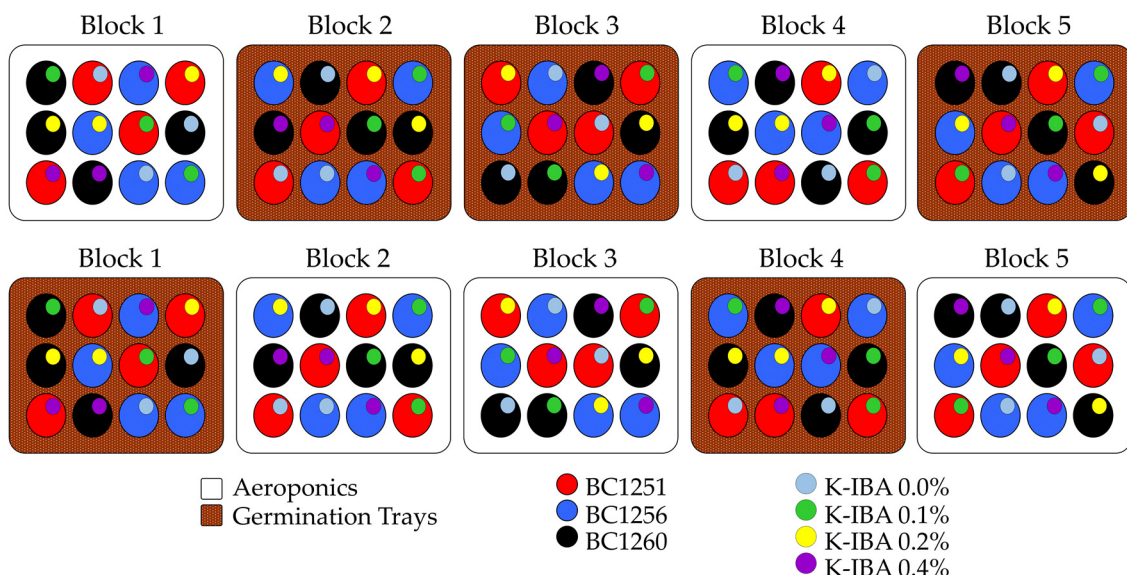 Block 1
Block 2
Block 3
Block 4
Block 5
Block 1
Block 2
Block 3
Block 4
Block 5
Aeroponics
Germination Trays
BC1251
BC1256
BC1260
K-IBA 0.0%
K-IBA 0.1%
K-IBA 0.2%
K-IBA 0.4%